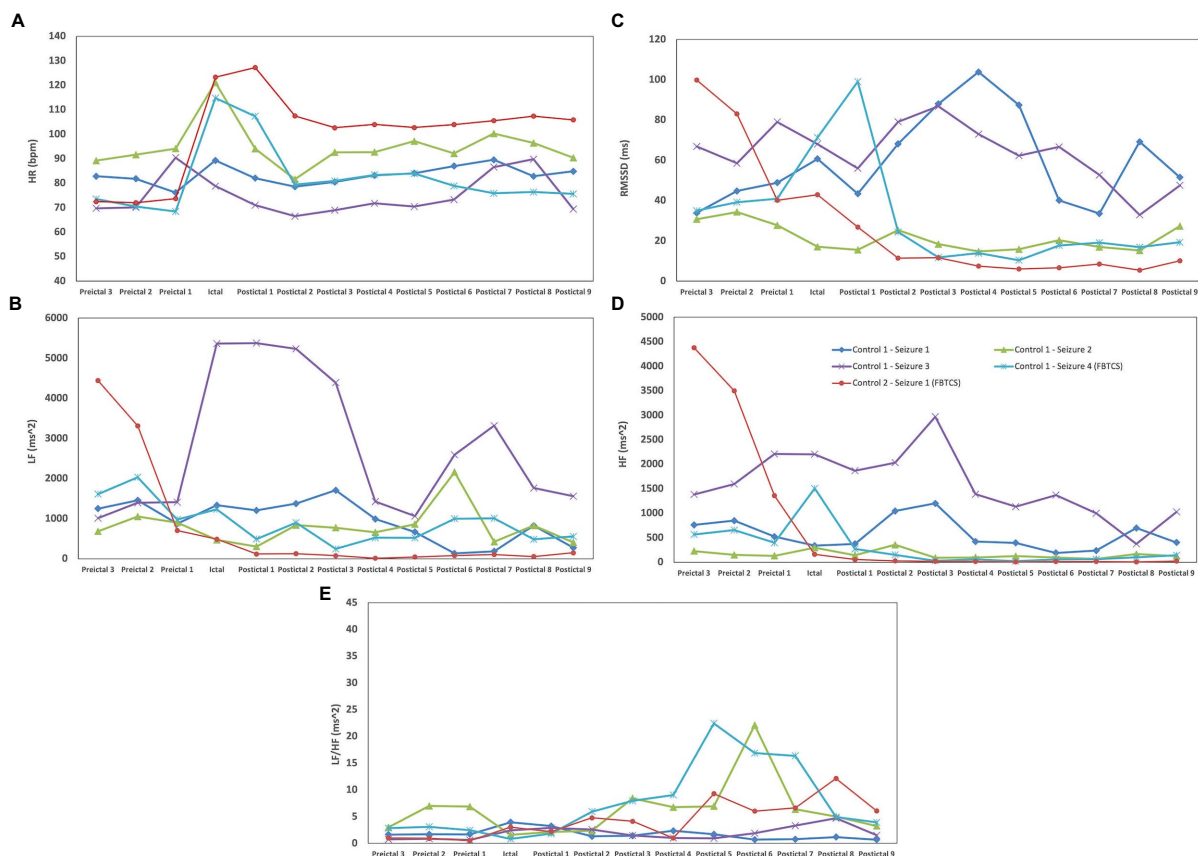 A
HR (bpm)
140
130
120
110
100
90
80
70
60
50
40
Preictal 3 Preictal 2 Preictal 1 Ictal Postictal 1 Postictal 2 Postictal 3 Postictal 4 Postictal 5 Postictal 6 Postictal 7 Postictal 8 Postictal 9
C
RMSSD (ms)
120
100
80
60
40
20
0
Preictal 3 Preictal 2 Preictal 1 Ictal Postictal 1 Postictal 2 Postictal 3 Postictal 4 Postictal 5 Postictal 6 Postictal 7 Postictal 8 Postictal 9
B
LF (ms^2)
6000
5000
4000
3000
2000
1000
0
Preictal 3 Preictal 2 Preictal 1 Ictal Postictal 1 Postictal 2 Postictal 3 Postictal 4 Postictal 5 Postictal 6 Postictal 7 Postictal 8 Postictal 9
D
HF (ms^2)
5000
4500
4000
3500
3000
2500
2000
1500
1000
500
0
Control 1 - Seizure 1 Control 1 - Seizure 2
Control 1 - Seizure 3 Control 1 - Seizure 4 (FBTCS)
Control 2 - Seizure 1 (FBTCS)
Preictal 3 Preictal 2 Preictal 1 Ictal Postictal 1 Postictal 2 Postictal 3 Postictal 4 Postictal 5 Postictal 6 Postictal 7 Postictal 8 Postictal 9
E
LF/HF (ms^2)
45
40
35
30
25
20
15
10
5
0
Preictal 3 Preictal 2 Preictal 1 Ictal Postictal 1 Postictal 2 Postictal 3 Postictal 4 Postictal 5 Postictal 6 Postictal 7 Postictal 8 Postictal 9